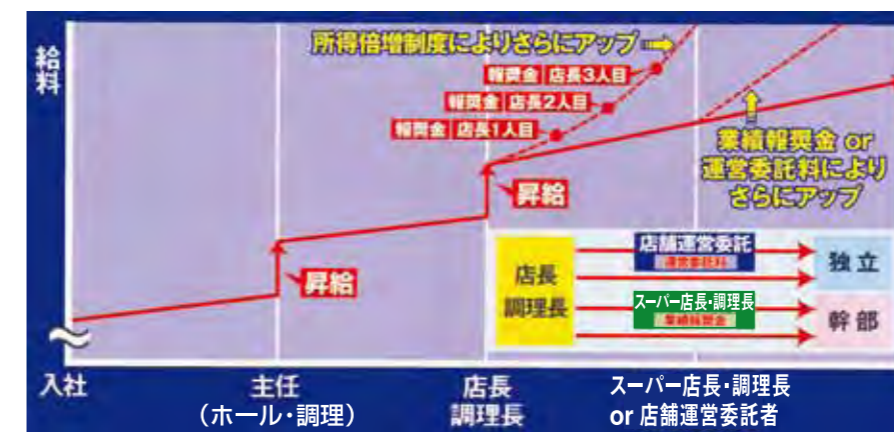 給料
所得倍増制度によりさらにアップ
報奨金 店長3人目
報奨金 店長2人目
報奨金 店長1人目
業績報奨金 or
運営委託料により
さらにアップ
昇給
昇給
店長
調理長
店舗運営委託
運営委託料
スーパー店長・調理長
業績報奨金
独立
幹部
入社
主任
(ホール・調理)
店長
調理長
スーパー店長・調理長
or 店舗運営委託者